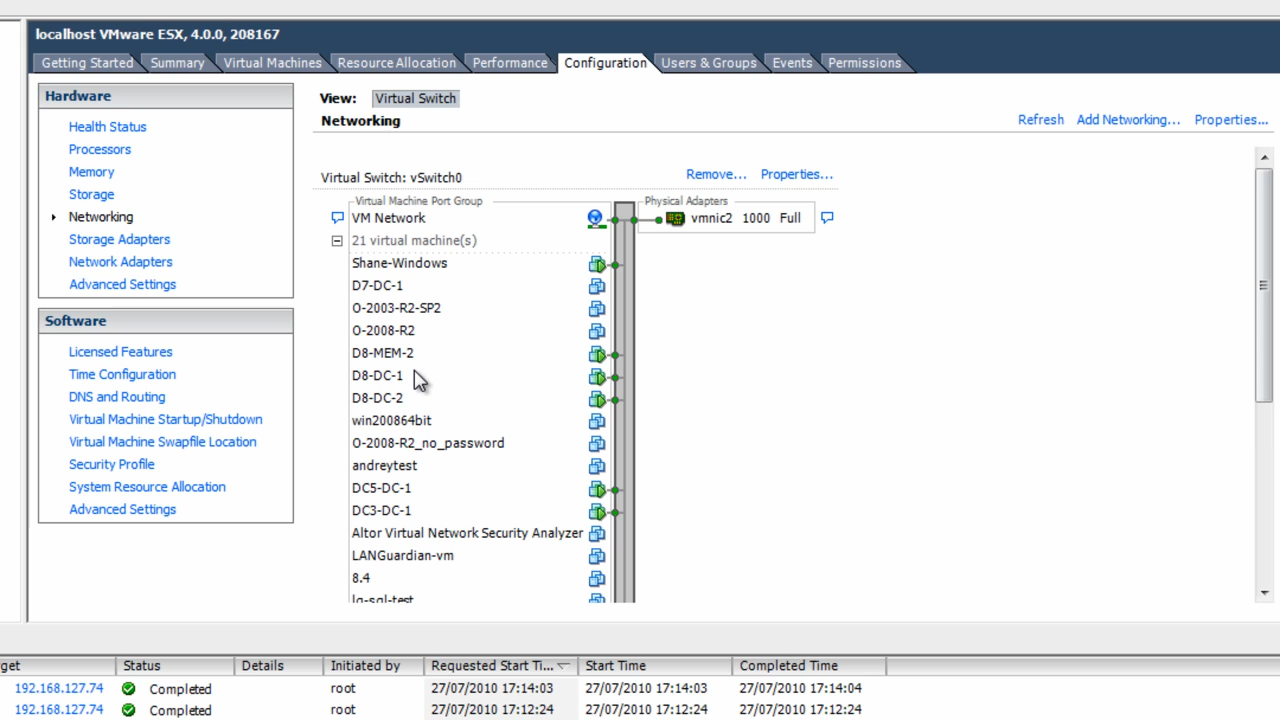 localhost VMware ESX, 4.0.0, 208167
Getting Started Summary Virtual Machines Resource Allocation Performance Configuration Users & Groups Events Permissions
Hardware
Health Status
Processors
Memory
Storage
Networking
Storage Adapters
Network Adapters
Advanced Settings
Software
Licensed Features
Time Configuration
DNS and Routing
Virtual Machine Startup/Shutdown
Virtual Machine Swapfile Location
Security Profile
System Resource Allocation
Advanced Settings
View: Virtual Switch
Networking
Refresh Add Networking... Properties...
Virtual Switch: vSwitch0 Remove... Properties...
Virtual Machine Port Group Physical Adapters
VM Network vmnic2 1000 Full
21 virtual machine(s)
Shane-Windows
D7-DC-1
O-2003-R2-SP2
O-2008-R2
D8-MEM-2
D8-DC-1
D8-DC-2
win200864bit
O-2008-R2_no_password
andreytest
DC5-DC-1
DC3-DC-1
Altor Virtual Network Security Analyzer
LANGuardian-vm
8.4
lg-sql-test
get Status Details Initiated by Requested Start Ti... Start Time Completed Time
192.168.127.74 Completed root 27/07/2010 17:14:03 27/07/2010 17:14:03 27/07/2010 17:14:04
192.168.127.74 Completed root 27/07/2010 17:12:24 27/07/2010 17:12:24 27/07/2010 17:12:24